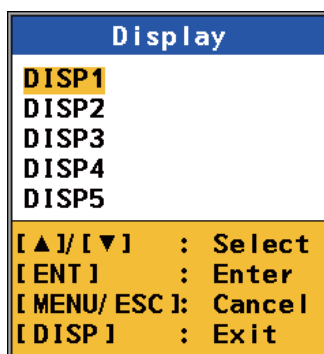 Display
DISP1
DISP2
DISP3
DISP4
DISP5
[▲]/[▼] : Select
[ENT] : Enter
[MENU/ESC]: Cancel
[DISP] : Exit